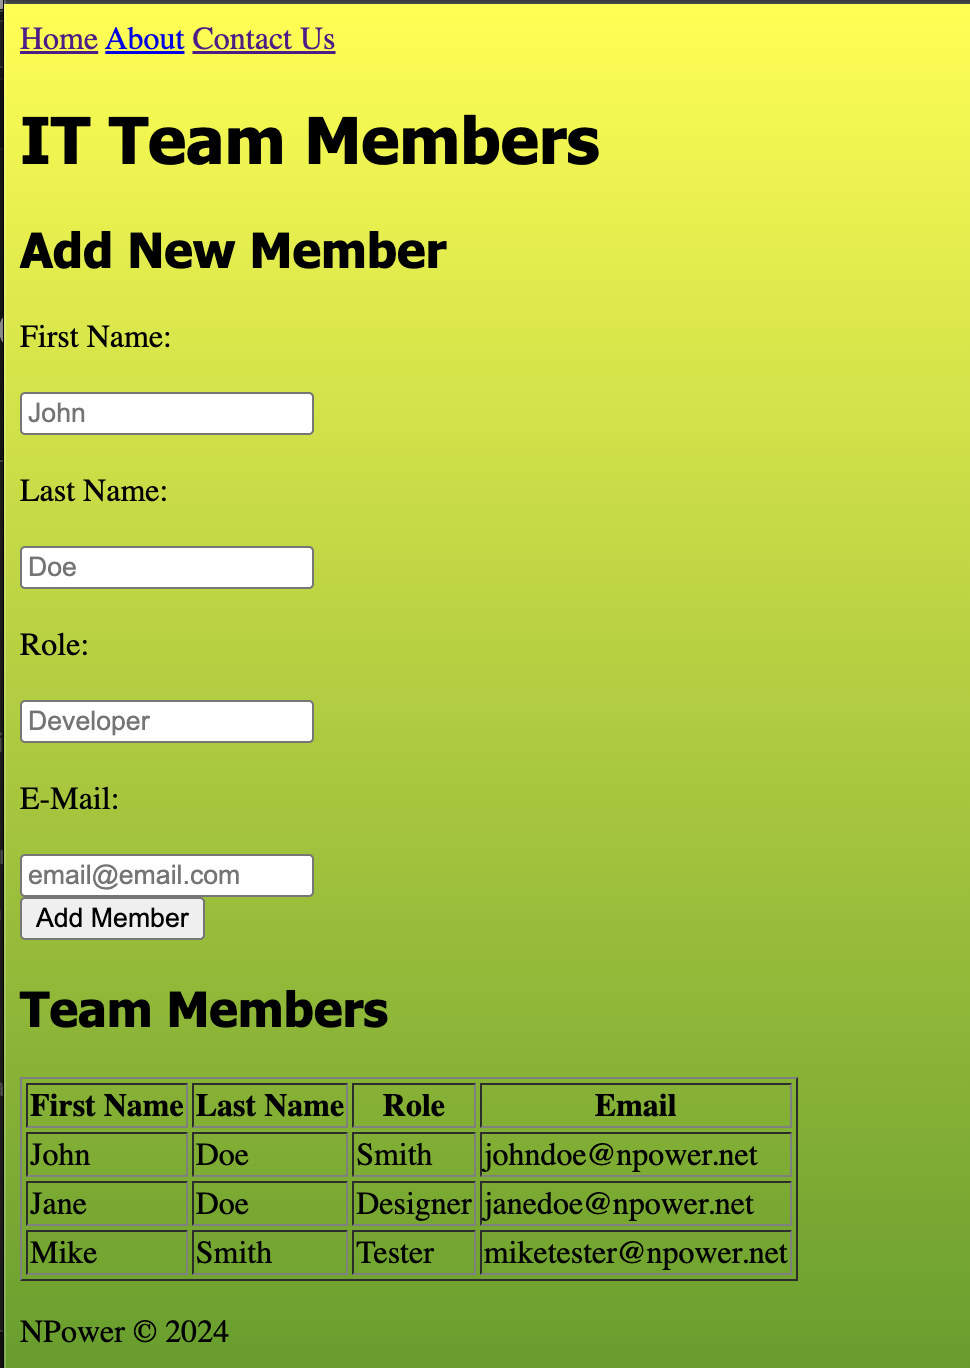 Home About Contact Us
IT Team Members
Add New Member
First Name:
John
Last Name:
Doe
Role:
Developer
E-Mail:
email@email.com
Add Member
Team Members
First Name Last Name Role Email
John Doe Smith johndoe@npower.net
Jane Doe Designer janedoe@npower.net
Mike Smith Tester miketester@npower.net
NPower © 2024